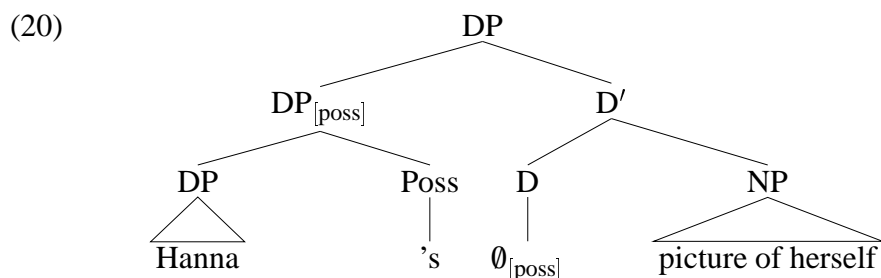 (20) DP
DP[poss] D′
DP Poss D NP
Hanna 's ∅[poss] picture of herself